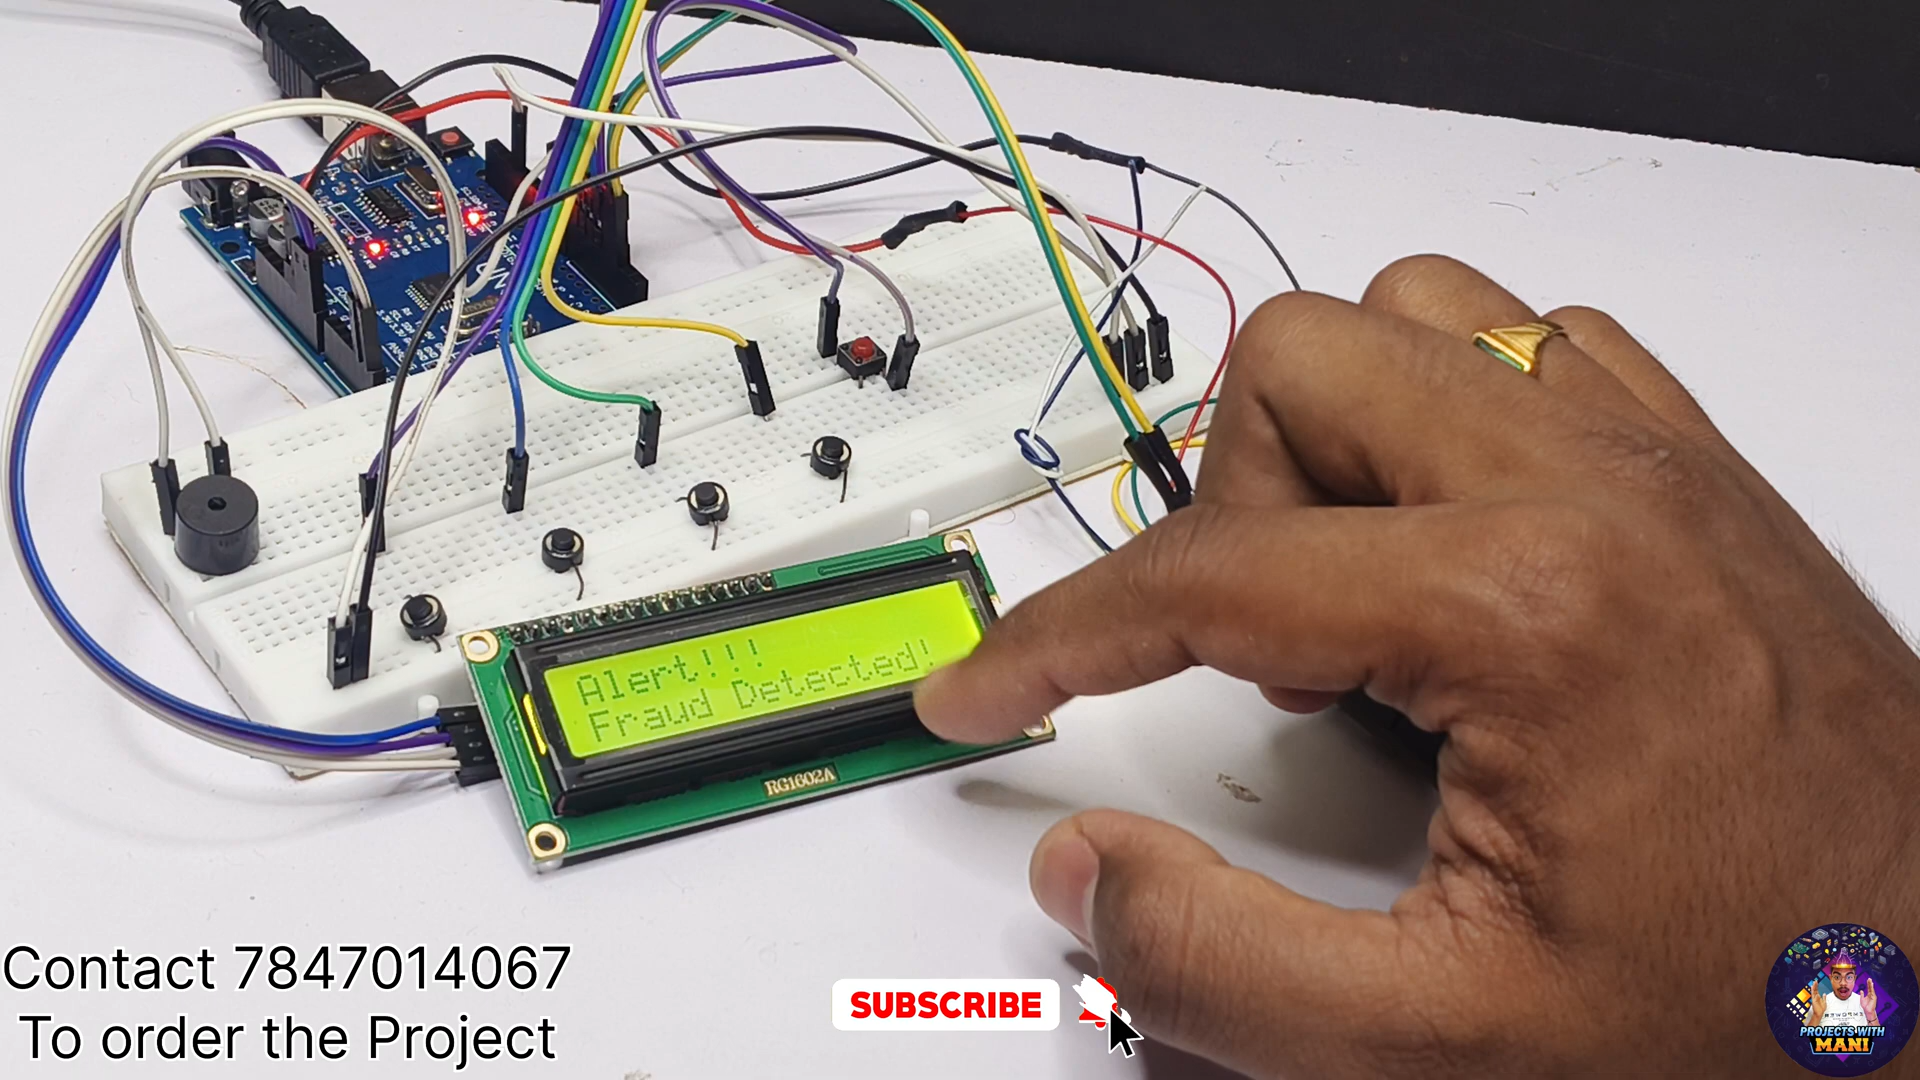 Alert!!!
Fraud Detected!
RG1602A
Contact 7847014067
To order the Project
SUBSCRIBE
PROJECTS WITH
MANI